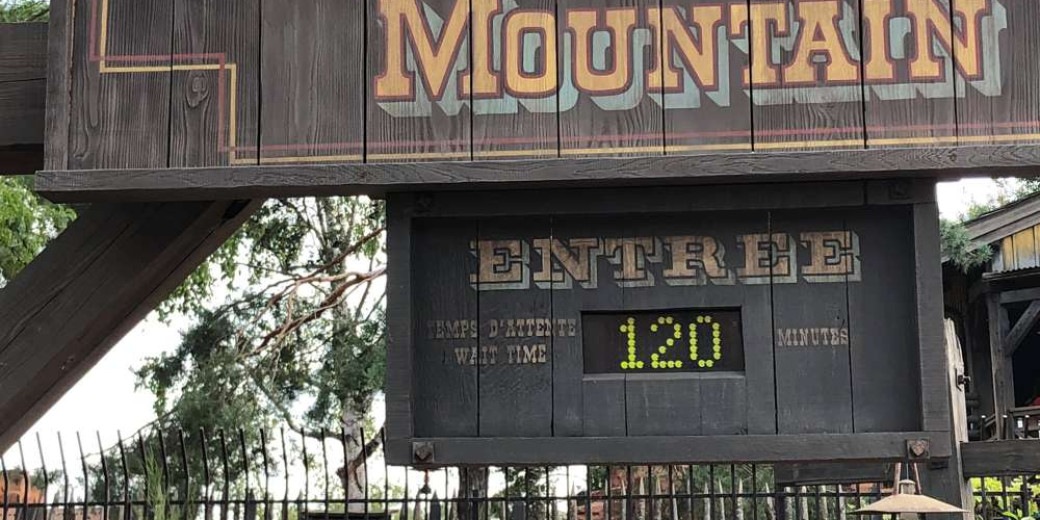 MOUNTAIN
ENTREE
TEMPS D'ATTENTE
WAIT TIME
120
MINUTES